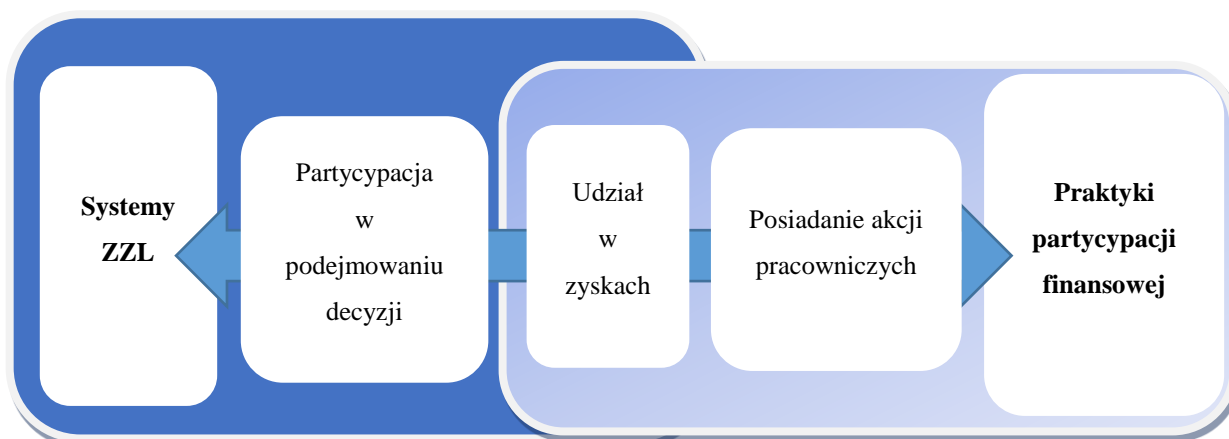 Systemy
ZZL
Partycypacja
w
podejmowaniu
decyzji
Udział
w
zyskach
Posiadanie akcji
pracowniczych
Praktyki
partycypacji
finansowej